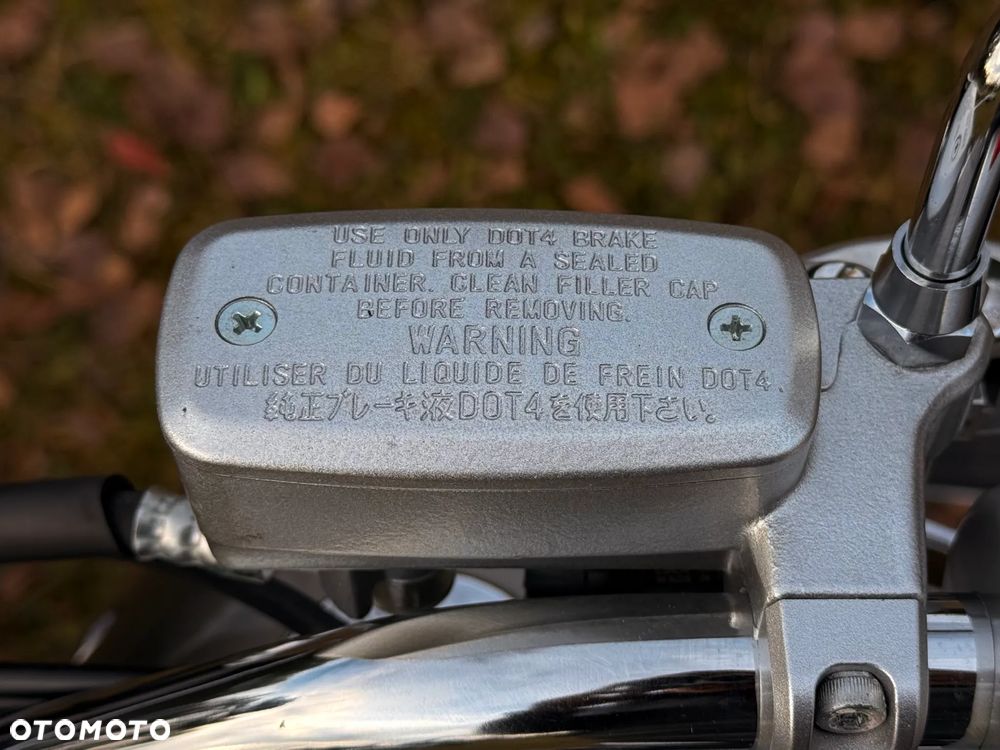 USE ONLY DOT4 BRAKE
FLUID FROM A SEALED
CONTAINER. CLEAN FILLER CAP
BEFORE REMOVING.
WARNING
UTILISER DU LIQUIDE DE FREIN DOT4.
純正ブレーキ液DOT4を使用下さい。
OTOMOTO